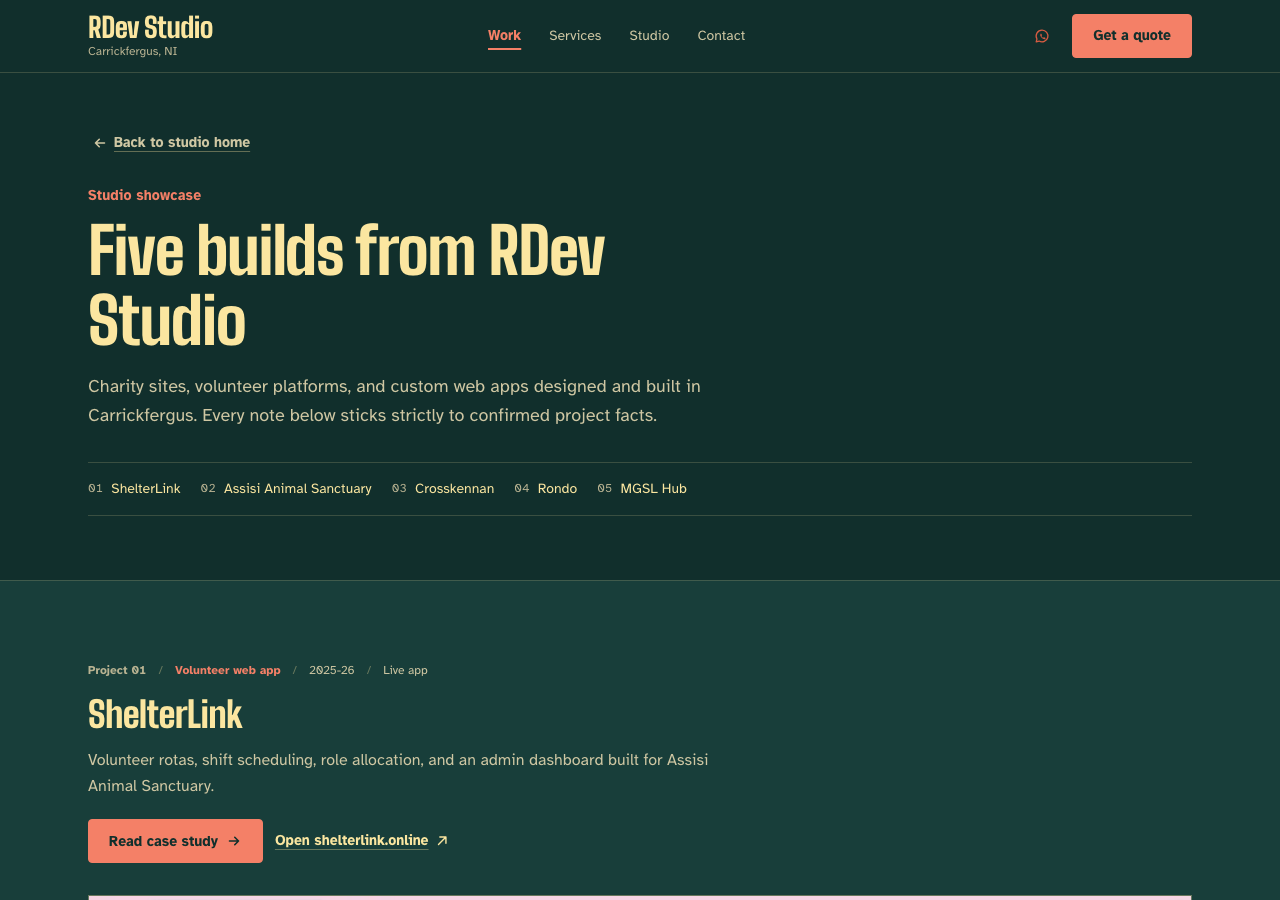 RDev Studio
Carrickfergus, NI
Work
Services
Studio
Contact
Get a quote
← Back to studio home
Studio showcase
Five builds from RDev
Studio
Charity sites, volunteer platforms, and custom web apps designed and built in
Carrickfergus. Every note below sticks strictly to confirmed project facts.
01 ShelterLink 02 Assisi Animal Sanctuary 03 Crosskennan 04 Rondo 05 MGSL Hub
Project 01 / Volunteer web app / 2025-26 / Live app
ShelterLink
Volunteer rotas, shift scheduling, role allocation, and an admin dashboard built for Assisi
Animal Sanctuary.
Read case study → Open shelterlink.online ↗